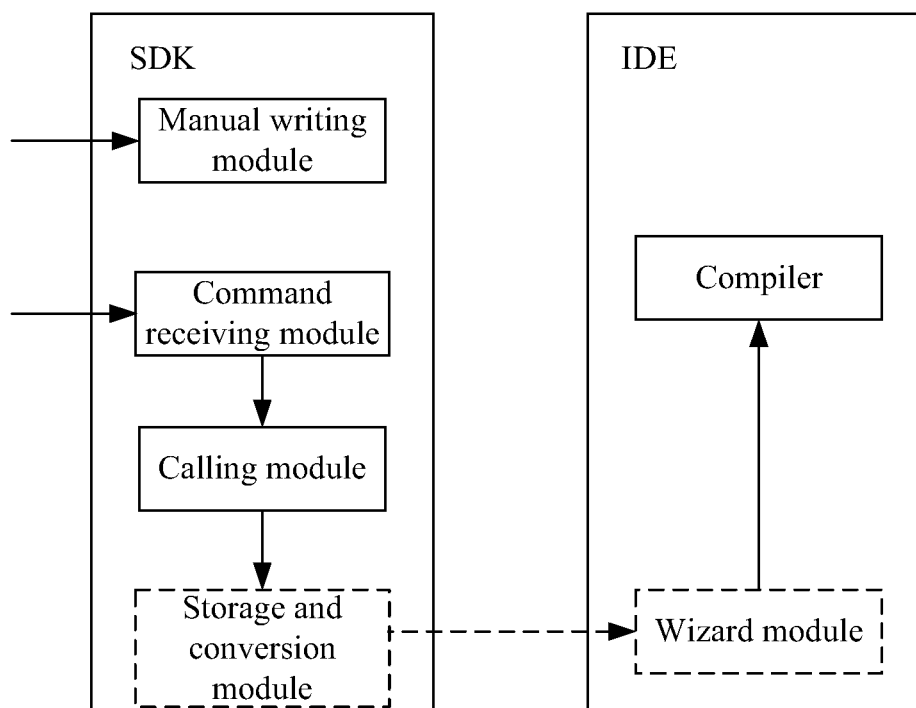 SDK
Manual writing
module
Command
receiving module
Calling module
Storage and
conversion
module
IDE
Compiler
Wizard module